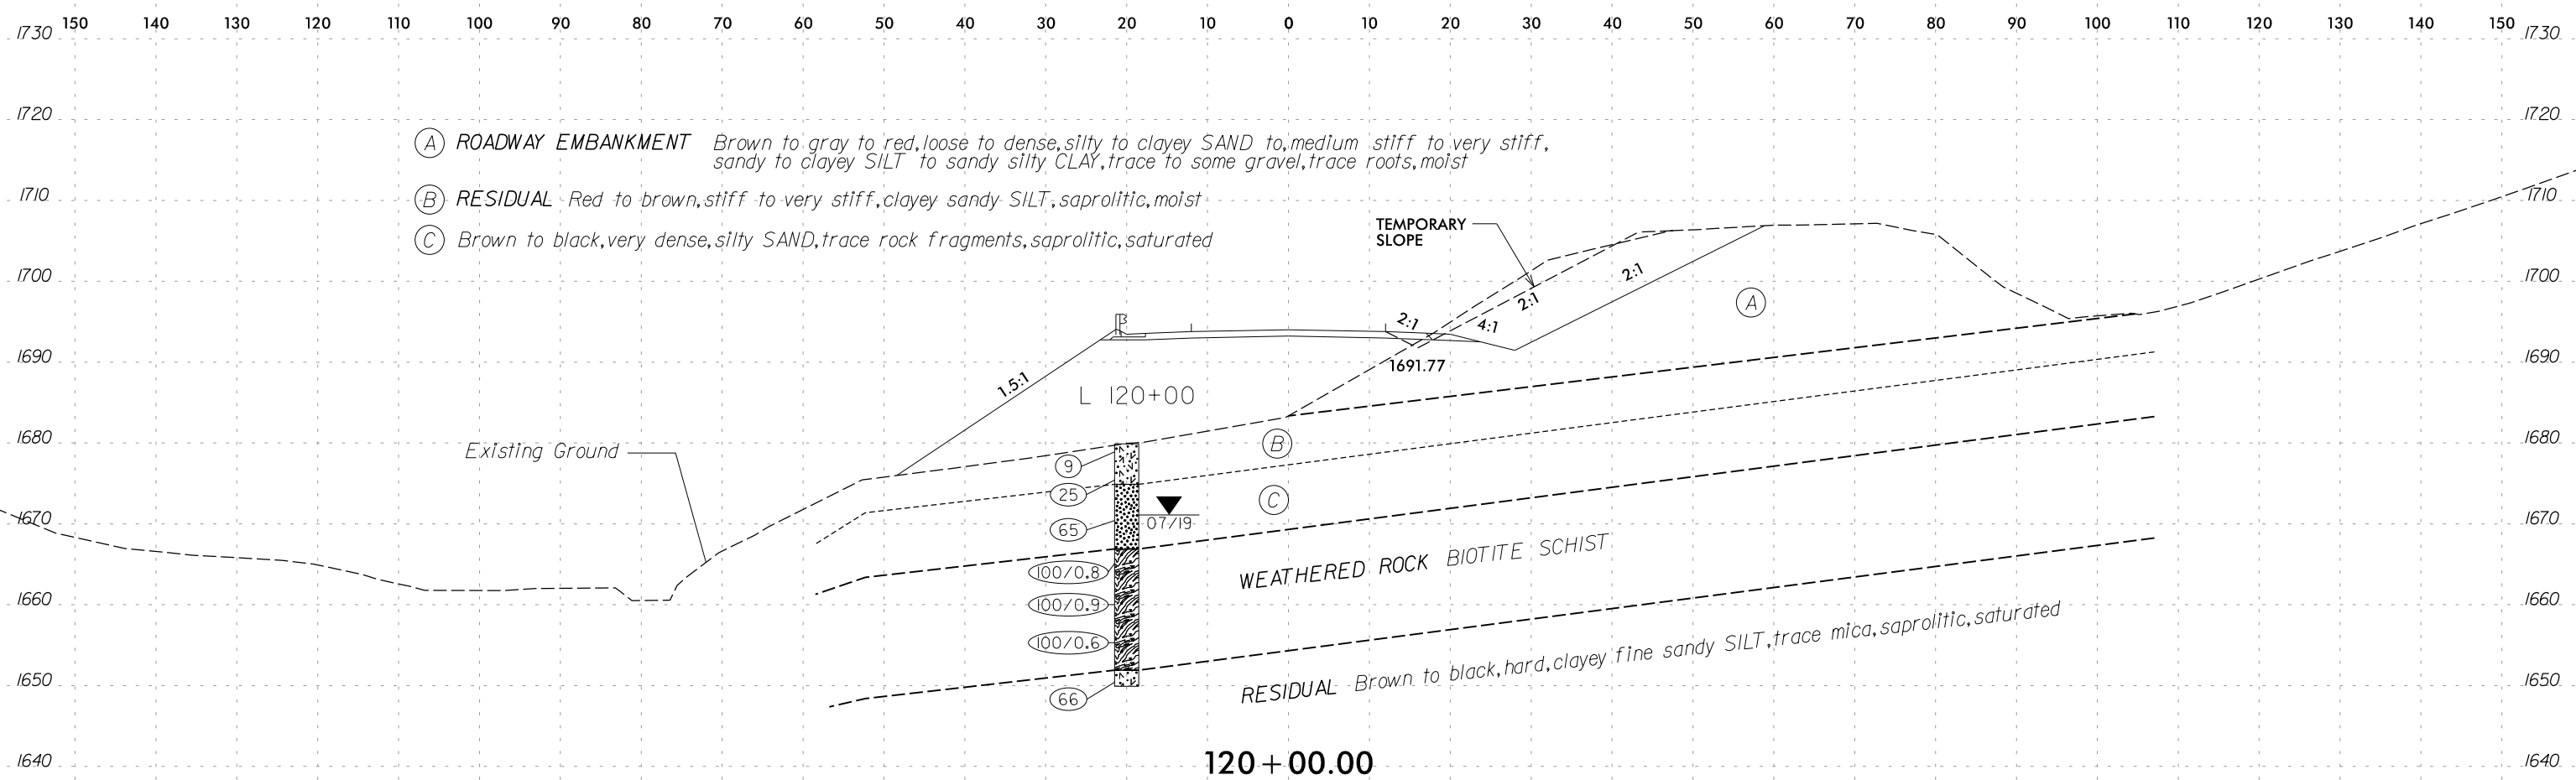 150 140 130 120 110 100 90 80 70 60 50 40 30 20 10 0 10 20 30 40 50 60 70 80 90 100 110 120 130 140 150
1730 1730
1720 1720
Ⓐ ROADWAY EMBANKMENT Brown to gray to red, loose to dense, silty to clayey SAND to, medium stiff to very stiff,
sandy to clayey SILT to sandy silty CLAY, trace to some gravel, trace roots, moist
1710 1710
Ⓑ RESIDUAL Red to brown, stiff to very stiff, clayey sandy SILT, saprolitic, moist
TEMPORARY
SLOPE
Ⓒ Brown to black, very dense, silty SAND, trace rock fragments, saprolitic, saturated
1700 1700
2:1
2:1
Ⓐ
2:1
4:1
1690 1690
1691.77
1.5:1
L 120+00
1680 1680
Existing Ground
Ⓑ
9
25
Ⓒ
1670 1670
65
07/19
WEATHERED ROCK BIOTITE SCHIST
100/0.8
1660 1660
100/0.9
100/0.6
1650 1650
RESIDUAL Brown to black, hard, clayey fine sandy SILT, trace mica, saprolitic, saturated
66
1640 1640
120+00.00